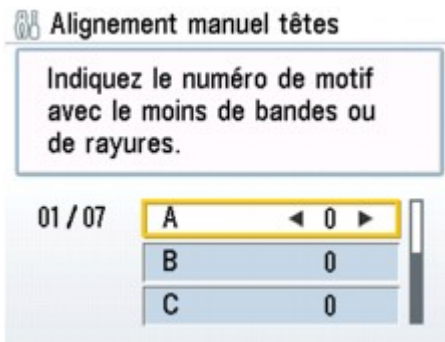 Alignement manuel têtes
Indiquez le numéro de motif
avec le moins de bandes ou
de rayures.
01/07 A ◀ 0 ▶
B 0
C 0